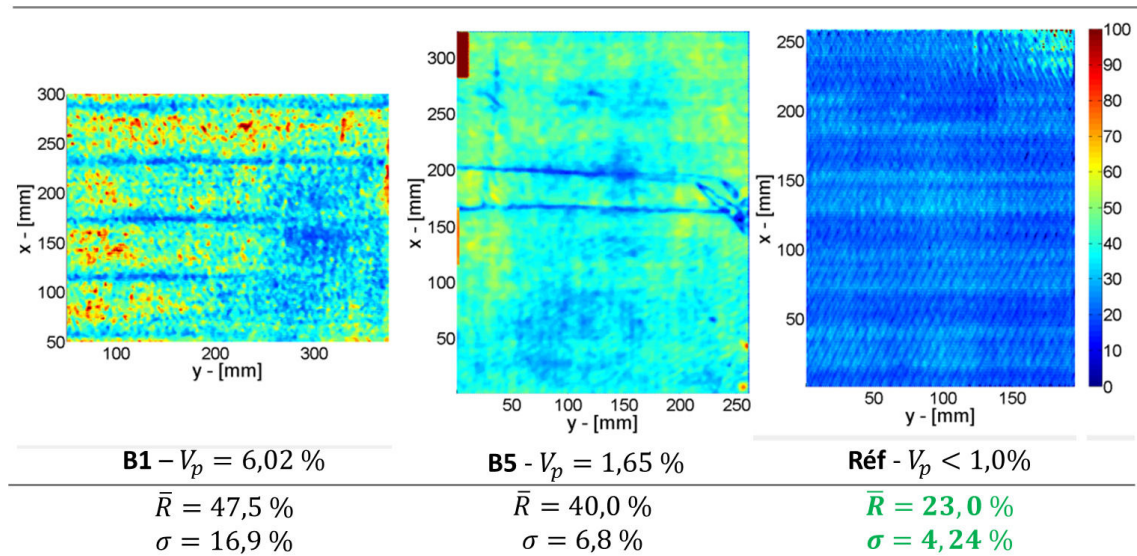 300
250
200
150
100
50
x - [mm]
100 200 300
y - [mm]
300
250
200
150
100
50
x - [mm]
50 100 150 200 250
y - [mm]
250
200
150
100
50
x - [mm]
50 100 150
y - [mm]
100
90
80
70
60
50
40
30
20
10
0
B1 – V_p = 6,02 %
B5 - V_p = 1,65 %
Réf - V_p < 1,0%
R̄ = 47,5 %
R̄ = 40,0 %
R̄ = 23,0 %
σ = 16,9 %
σ = 6,8 %
σ = 4,24 %